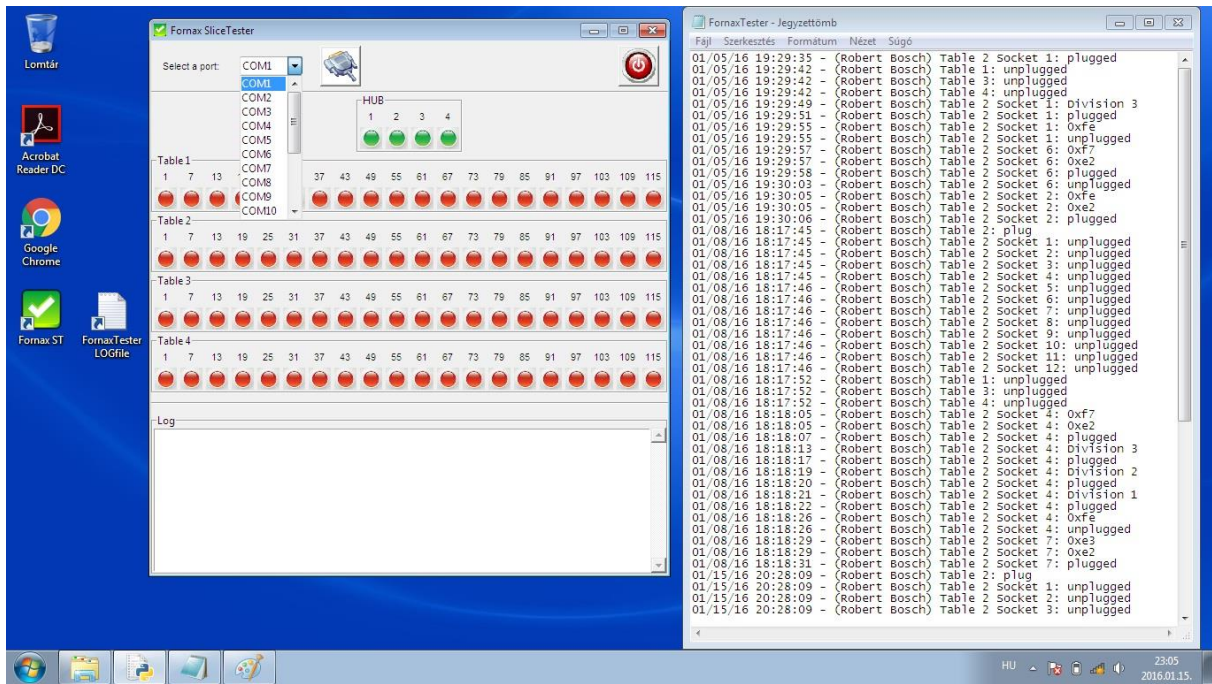 Lomtár
Acrobat
Reader DC
Google
Chrome
Fornax ST
FornaxTester
LOGfile
Fornax SliceTester
Select a port: COM1
COM1
COM2
COM3
COM4
COM5
COM6
COM7
COM8
COM9
COM10
HUB
1 2 3 4
Table 1
1 7 13 37 43 49 55 61 67 73 79 85 91 97 103 109 115
Table 2
1 7 13 19 25 31 37 43 49 55 61 67 73 79 85 91 97 103 109 115
Table 3
1 7 13 19 25 31 37 43 49 55 61 67 73 79 85 91 97 103 109 115
Table 4
1 7 13 19 25 31 37 43 49 55 61 67 73 79 85 91 97 103 109 115
Log
FornaxTester - Jegyzettömb
Fájl Szerkesztés Formátum Nézet Súgó
01/05/16 19:29:35 - (Robert Bosch) Table 2 Socket 1: plugged
01/05/16 19:29:42 - (Robert Bosch) Table 1: unplugged
01/05/16 19:29:42 - (Robert Bosch) Table 3: unplugged
01/05/16 19:29:42 - (Robert Bosch) Table 4: unplugged
01/05/16 19:29:49 - (Robert Bosch) Table 2 Socket 1: Division 3
01/05/16 19:29:51 - (Robert Bosch) Table 2 Socket 1: plugged
01/05/16 19:29:55 - (Robert Bosch) Table 2 Socket 1: 0xfe
01/05/16 19:29:55 - (Robert Bosch) Table 2 Socket 1: unplugged
01/05/16 19:29:57 - (Robert Bosch) Table 2 Socket 6: 0xf7
01/05/16 19:29:57 - (Robert Bosch) Table 2 Socket 6: 0xe2
01/05/16 19:29:58 - (Robert Bosch) Table 2 Socket 6: plugged
01/05/16 19:30:03 - (Robert Bosch) Table 2 Socket 6: unplugged
01/05/16 19:30:05 - (Robert Bosch) Table 2 Socket 2: 0xfe
01/05/16 19:30:05 - (Robert Bosch) Table 2 Socket 2: 0xe2
01/05/16 19:30:06 - (Robert Bosch) Table 2 Socket 2: plugged
01/08/16 18:17:45 - (Robert Bosch) Table 2: plug
01/08/16 18:17:45 - (Robert Bosch) Table 2 Socket 1: unplugged
01/08/16 18:17:45 - (Robert Bosch) Table 2 Socket 2: unplugged
01/08/16 18:17:45 - (Robert Bosch) Table 2 Socket 3: unplugged
01/08/16 18:17:45 - (Robert Bosch) Table 2 Socket 4: unplugged
01/08/16 18:17:46 - (Robert Bosch) Table 2 Socket 5: unplugged
01/08/16 18:17:46 - (Robert Bosch) Table 2 Socket 6: unplugged
01/08/16 18:17:46 - (Robert Bosch) Table 2 Socket 7: unplugged
01/08/16 18:17:46 - (Robert Bosch) Table 2 Socket 8: unplugged
01/08/16 18:17:46 - (Robert Bosch) Table 2 Socket 9: unplugged
01/08/16 18:17:46 - (Robert Bosch) Table 2 Socket 10: unplugged
01/08/16 18:17:46 - (Robert Bosch) Table 2 Socket 11: unplugged
01/08/16 18:17:46 - (Robert Bosch) Table 2 Socket 12: unplugged
01/08/16 18:17:52 - (Robert Bosch) Table 1: unplugged
01/08/16 18:17:52 - (Robert Bosch) Table 3: unplugged
01/08/16 18:17:52 - (Robert Bosch) Table 4: unplugged
01/08/16 18:18:05 - (Robert Bosch) Table 2 Socket 4: 0xf7
01/08/16 18:18:05 - (Robert Bosch) Table 2 Socket 4: 0xe2
01/08/16 18:18:07 - (Robert Bosch) Table 2 Socket 4: plugged
01/08/16 18:18:13 - (Robert Bosch) Table 2 Socket 4: Division 3
01/08/16 18:18:17 - (Robert Bosch) Table 2 Socket 4: plugged
01/08/16 18:18:19 - (Robert Bosch) Table 2 Socket 4: Division 2
01/08/16 18:18:20 - (Robert Bosch) Table 2 Socket 4: plugged
01/08/16 18:18:21 - (Robert Bosch) Table 2 Socket 4: Division 1
01/08/16 18:18:22 - (Robert Bosch) Table 2 Socket 4: plugged
01/08/16 18:18:26 - (Robert Bosch) Table 2 Socket 4: 0xfe
01/08/16 18:18:26 - (Robert Bosch) Table 2 Socket 4: unplugged
01/08/16 18:18:29 - (Robert Bosch) Table 2 Socket 7: 0xe3
01/08/16 18:18:29 - (Robert Bosch) Table 2 Socket 7: 0xe2
01/08/16 18:18:31 - (Robert Bosch) Table 2 Socket 7: plugged
01/15/16 20:28:09 - (Robert Bosch) Table 2: plug
01/15/16 20:28:09 - (Robert Bosch) Table 2 Socket 1: unplugged
01/15/16 20:28:09 - (Robert Bosch) Table 2 Socket 2: unplugged
01/15/16 20:28:09 - (Robert Bosch) Table 2 Socket 3: unplugged
HU
23:05
2016.01.15.